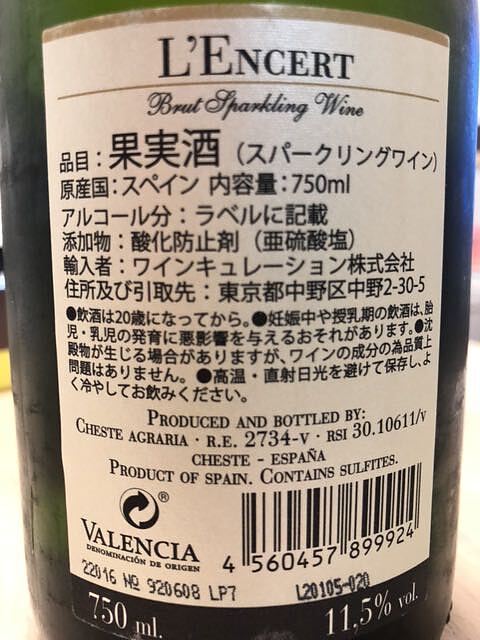 L'ENCERT
Brut Sparkling Wine
品目：果実酒（スパークリングワイン）
原産国：スペイン 内容量：750ml
アルコール分：ラベルに記載
添加物：酸化防止剤（亜硫酸塩）
輸入者：ワインキュレーション株式会社
住所及び引取先：東京都中野区中野2-30-5
●飲酒は20歳になってから。●妊娠中や授乳期の飲酒は、胎
児・乳児の発育に悪影響を与えるおそれがあります。●沈
殿物が生じる場合がありますが、ワインの成分の為品質上
問題はありません。 ●高温・直射日光を避けて保存し、よ
く冷やしてお飲みください。
PRODUCED AND BOTTLED BY:
CHESTE AGRARIA · R.E. 2734-V · RSI 30.10611/V
CHESTE - ESPAÑA
PRODUCT OF SPAIN. CONTAINS SULFITES.
®
VALENCIA
DENOMINACIÓN DE ORIGEN
4 560457 899924
22016 Nº 920608 LP7
L20105-020
750 ml.
11,5% vol.